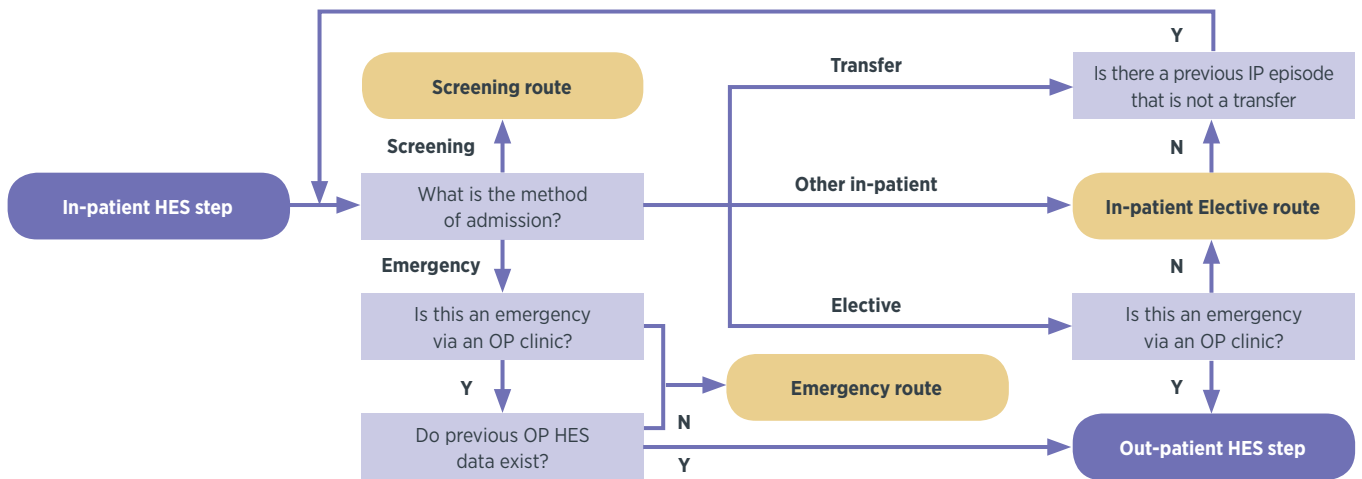 Y
Transfer
Is there a previous IP episode
that is not a transfer
Screening route
Screening
N
In-patient HES step
What is the method
of admission?
Other in-patient
In-patient Elective route
Emergency
N
Is this an emergency
via an OP clinic?
Elective
Is this an emergency
via an OP clinic?
Y
Emergency route
Y
Do previous OP HES
data exist?
N
Y
Out-patient HES step